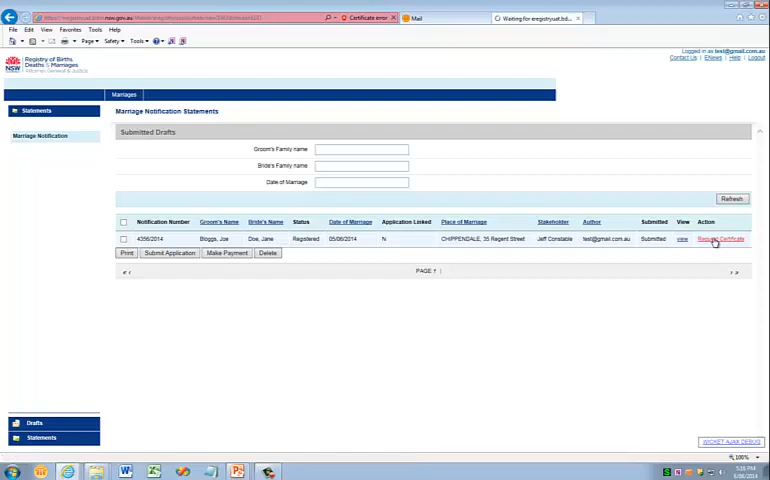 Certificate error
Mail
Waiting for eregistryuat.bd...
File Edit View Favorites Tools Help
Page Safety Tools
100%
Logged in as test@gmail.com.au
Contact Us | ENews | Help | Logout
Registry of Births
Deaths & Marriages
Attorney General & Justice
NSW
Marriages
Statements
Marriage Notification Statements
Marriage Notification
Submitted Drafts
Groom's Family name
Bride's Family name
Date of Marriage
Refresh
Notification Number Groom's Name Bride's Name Status Date of Marriage Application Linked Place of Marriage Stakeholder Author Submitted View Action
4356/2014 Bloggs, Joe Doe, Jane Registered 05/06/2014 N CHIPPENDALE, 35 Regent Street Jeff Constable test@gmail.com.au Submitted view Request Certificate
Print Submit Application Make Payment Delete
« ‹ PAGE 1 › »
Drafts
Statements
WICKET AJAX DEBUG